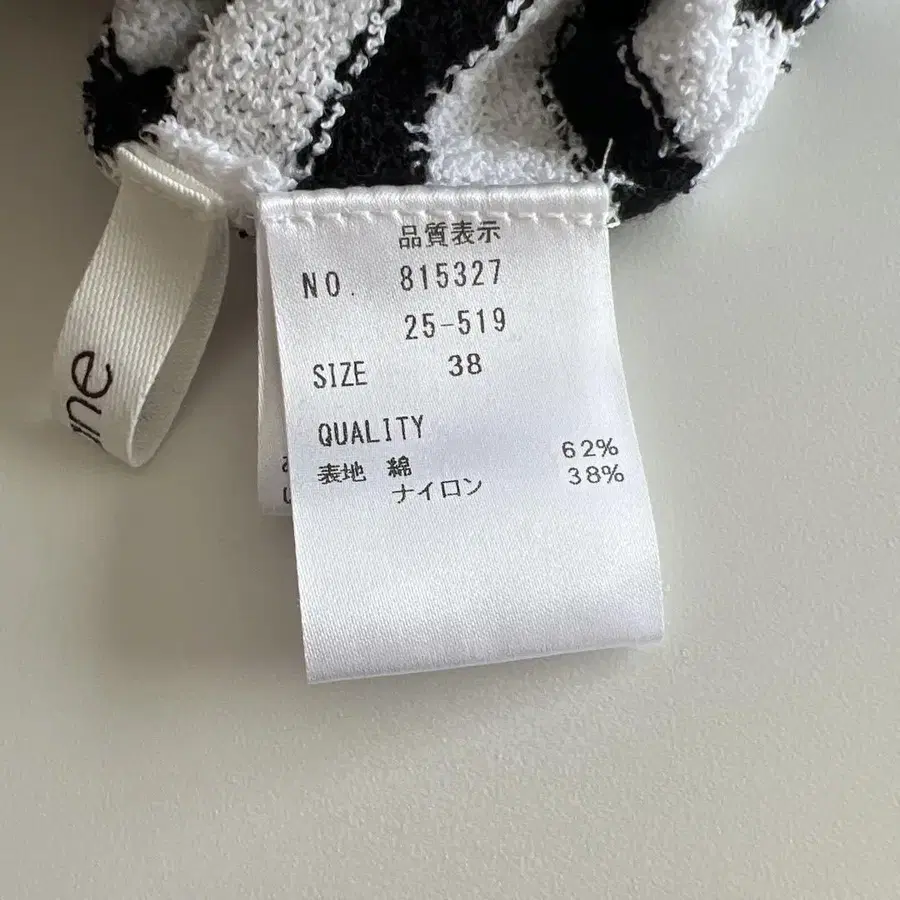 品質表示
NO. 815327
25-519
SIZE 38
QUALITY
表地 綿 62%
ナイロン 38%